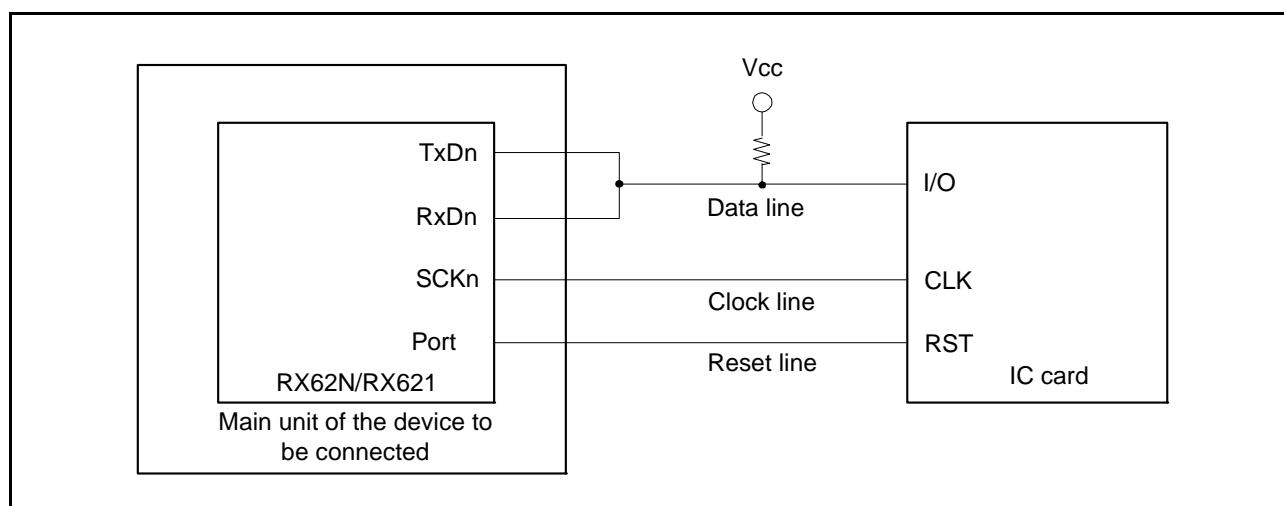 Vcc
TxDn
I/O
Data line
RxDn
SCKn
CLK
Clock line
Port
RST
Reset line
RX62N/RX621
IC card
Main unit of the device to
be connected